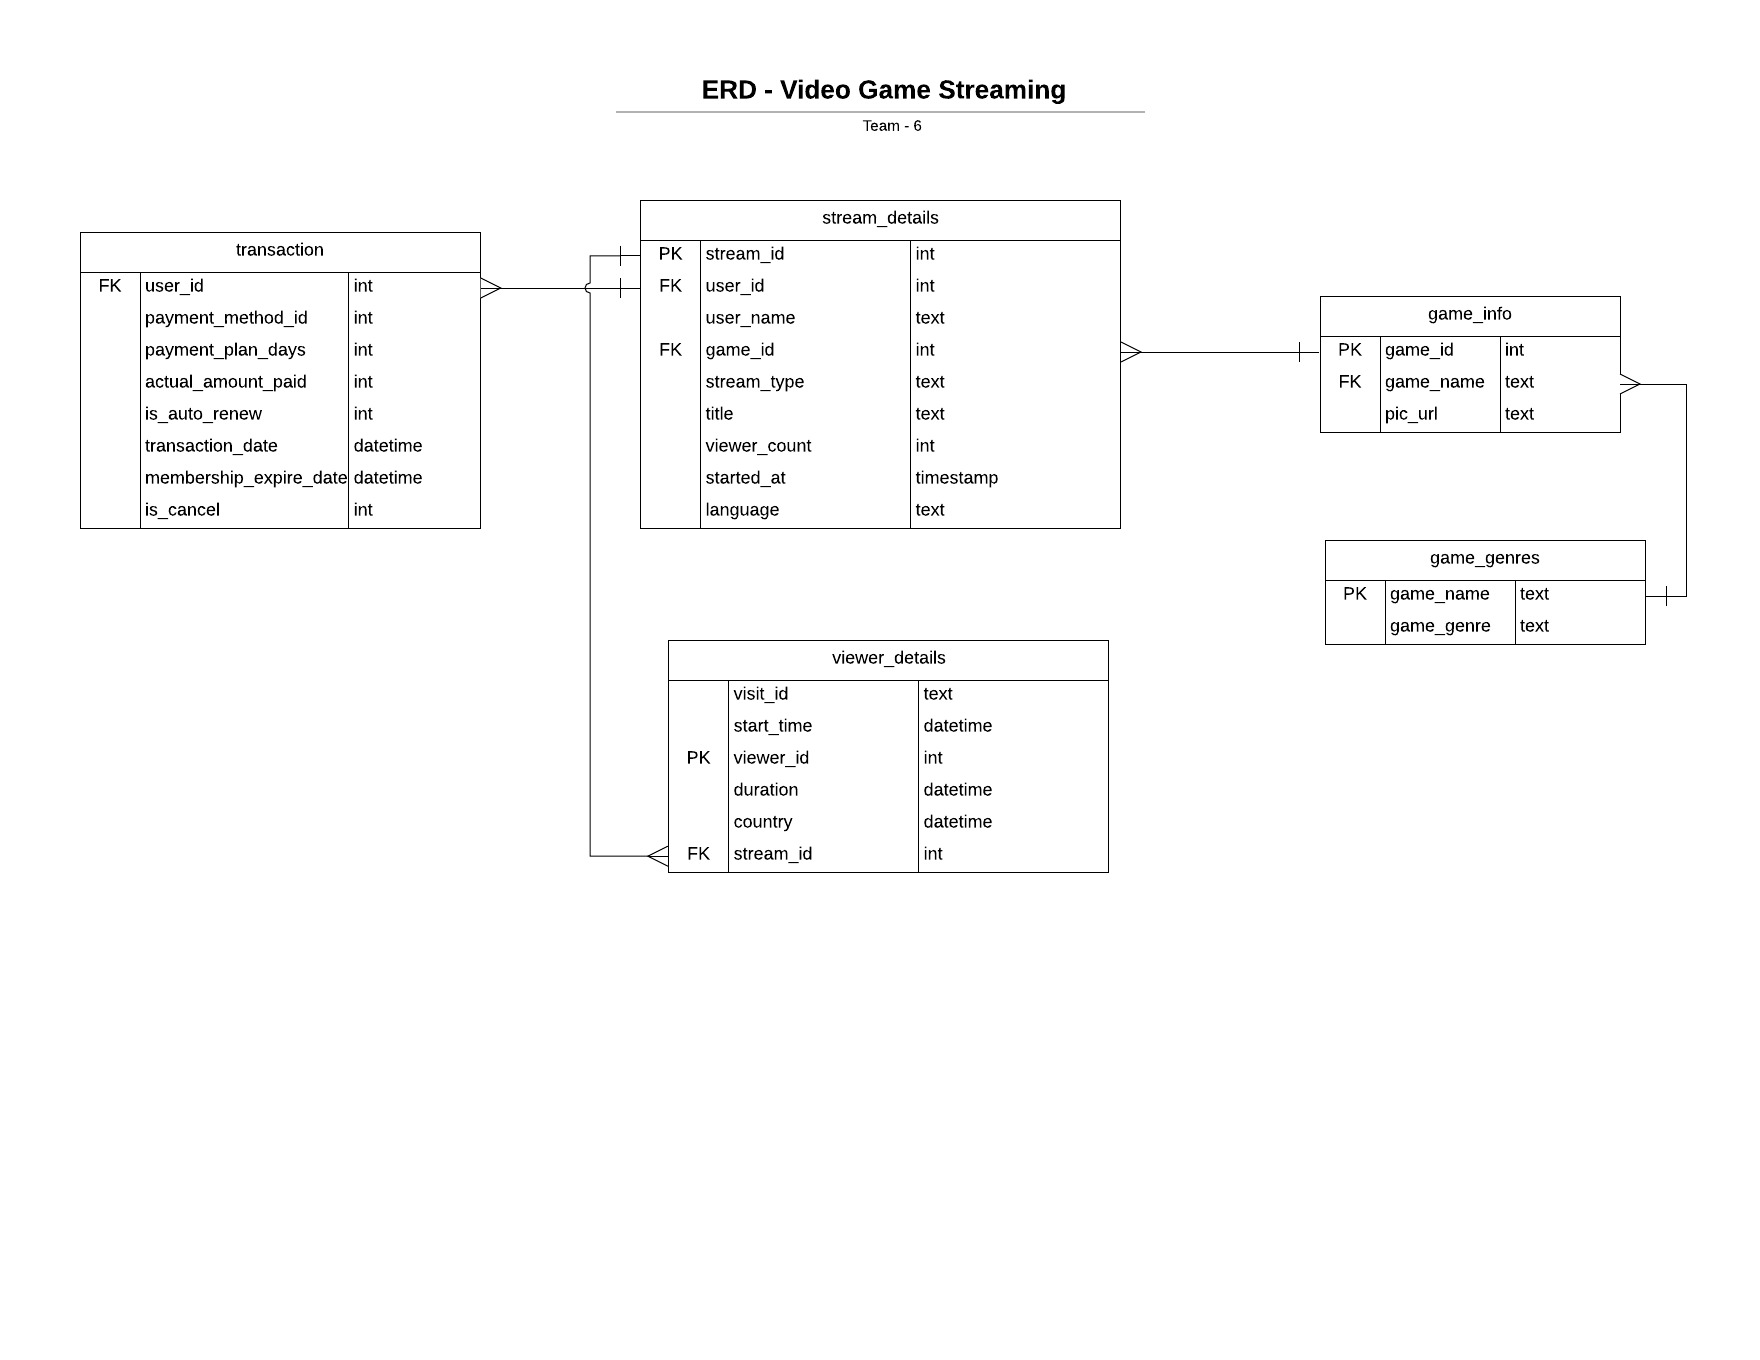 ERD - Video Game Streaming
Team - 6
transaction
FK user_id int
payment_method_id int
payment_plan_days int
actual_amount_paid int
is_auto_renew int
transaction_date datetime
membership_expire_date datetime
is_cancel int
stream_details
PK stream_id int
FK user_id int
user_name text
FK game_id int
stream_type text
title text
viewer_count int
started_at timestamp
language text
game_info
PK game_id int
FK game_name text
pic_url text
game_genres
PK game_name text
game_genre text
viewer_details
visit_id text
start_time datetime
PK viewer_id int
duration datetime
country datetime
FK stream_id int